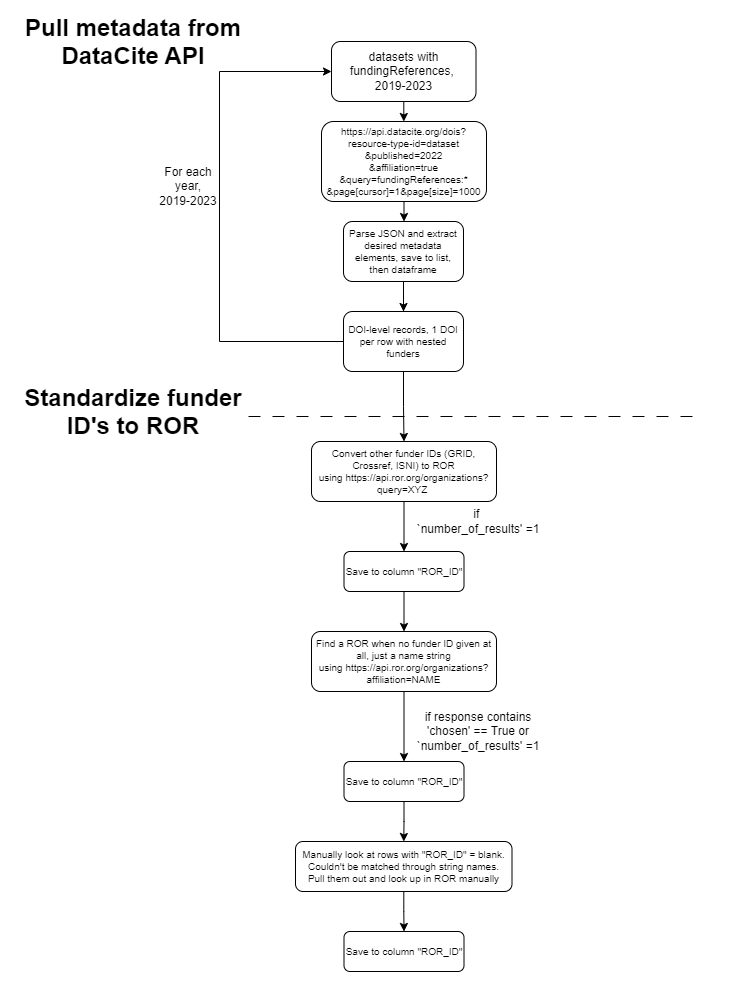 Pull metadata from
DataCite API
datasets with
fundingReferences,
2019-2023
https://api.datacite.org/dois?
resource-type-id=dataset
&published=2022
&affiliation=true
&query=fundingReferences:*
&page[cursor]=1&page[size]=1000
For each
year,
2019-2023
Parse JSON and extract
desired metadata
elements, save to list,
then dataframe
DOI-level records, 1 DOI
per row with nested
funders
Standardize funder
ID's to ROR
Convert other funder IDs (GRID,
Crossref, ISNI) to ROR
using https://api.ror.org/organizations?
query=XYZ
if
`number_of_results' =1
Save to column "ROR_ID"
Find a ROR when no funder ID given at
all, just a name string
using https://api.ror.org/organizations?
affiliation=NAME
if response contains
'chosen' == True or
`number_of_results' =1
Save to column "ROR_ID"
Manually look at rows with "ROR_ID" = blank.
Couldn't be matched through string names.
Pull them out and look up in ROR manually
Save to column "ROR_ID"